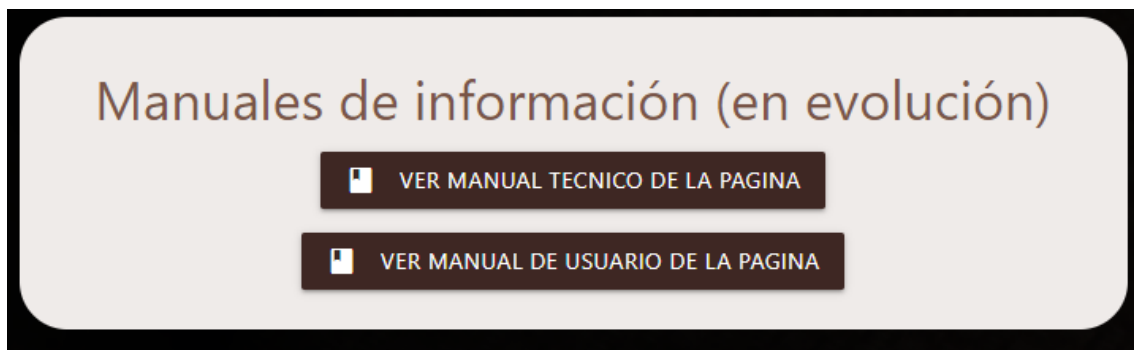 Manuales de información (en evolución)
VER MANUAL TECNICO DE LA PAGINA
VER MANUAL DE USUARIO DE LA PAGINA